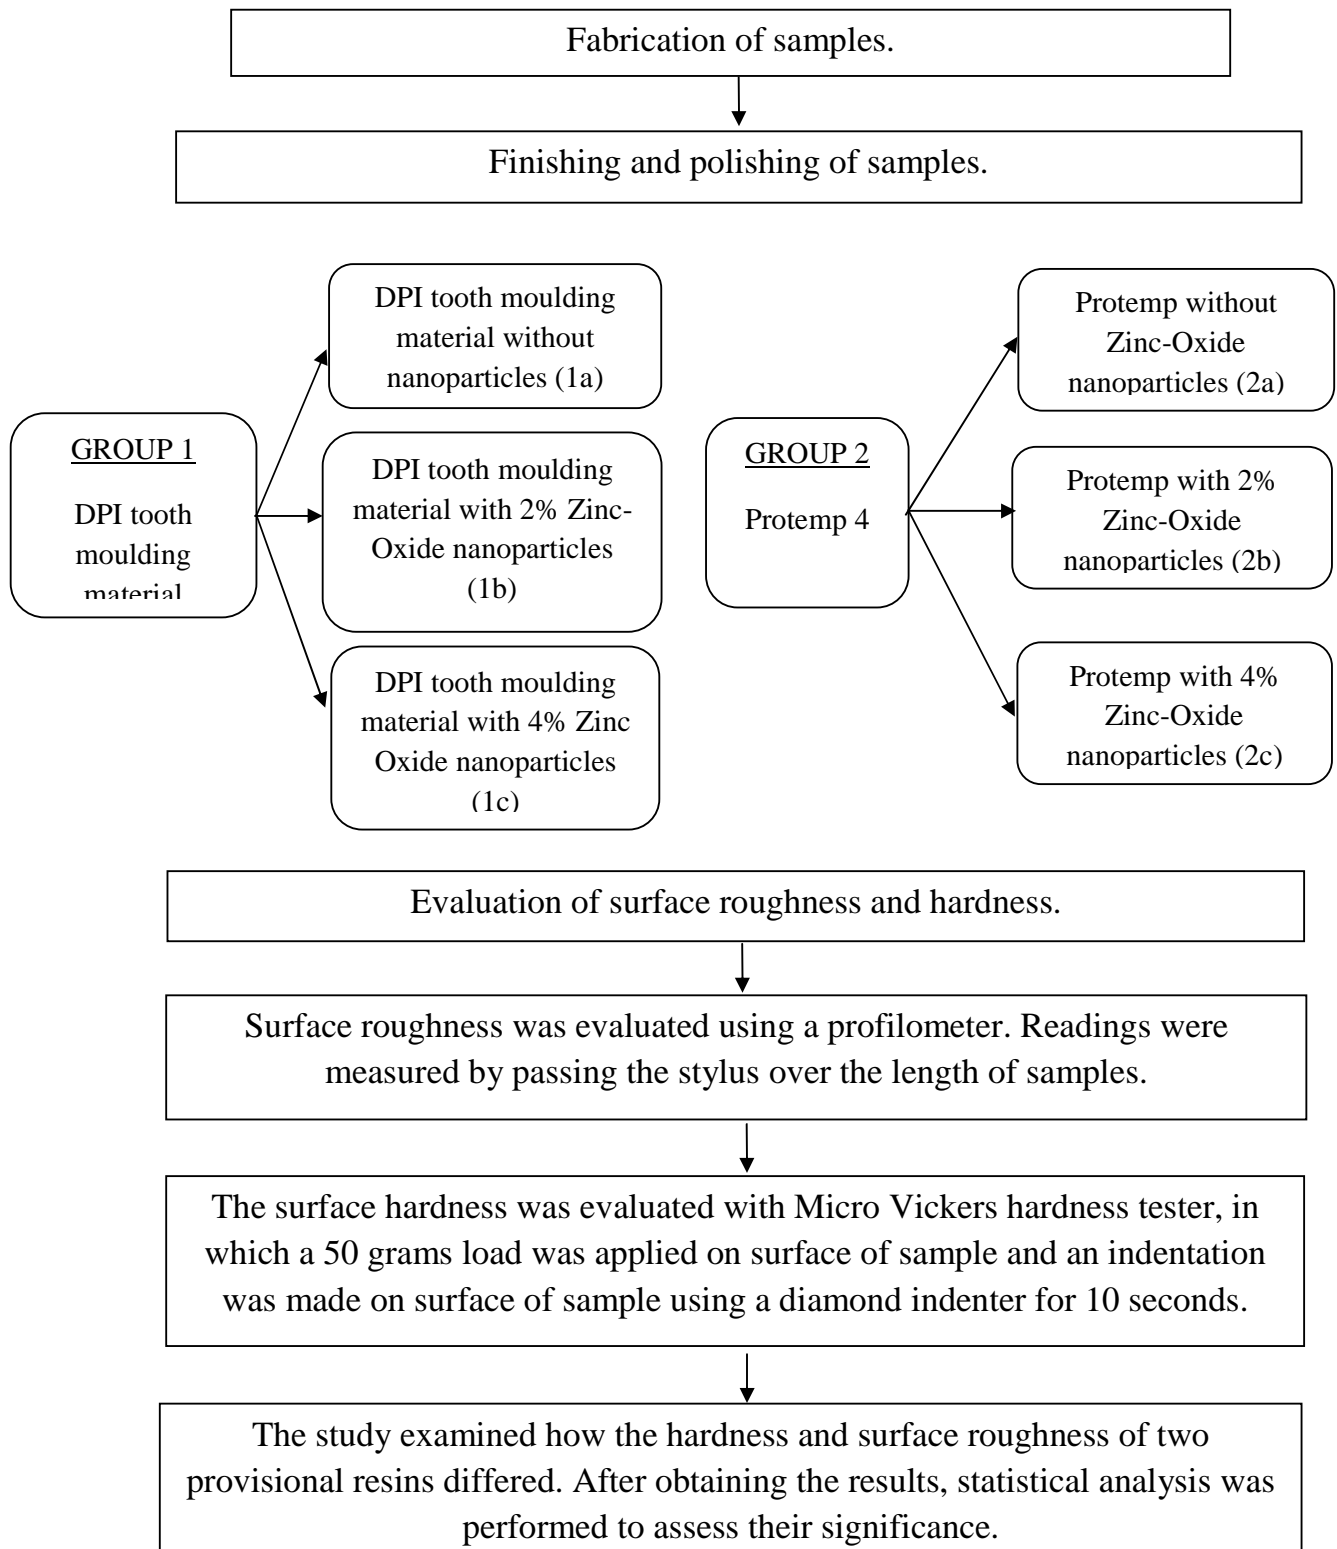 Fabrication of samples.
Finishing and polishing of samples.
GROUP 1
DPI tooth
moulding
material
DPI tooth moulding
material without
nanoparticles (1a)
DPI tooth moulding
material with 2% Zinc-
Oxide nanoparticles
(1b)
DPI tooth moulding
material with 4% Zinc
Oxide nanoparticles
(1c)
GROUP 2
Protemp 4
Protemp without
Zinc-Oxide
nanoparticles (2a)
Protemp with 2%
Zinc-Oxide
nanoparticles (2b)
Protemp with 4%
Zinc-Oxide
nanoparticles (2c)
Evaluation of surface roughness and hardness.
Surface roughness was evaluated using a profilometer. Readings were
measured by passing the stylus over the length of samples.
The surface hardness was evaluated with Micro Vickers hardness tester, in
which a 50 grams load was applied on surface of sample and an indentation
was made on surface of sample using a diamond indenter for 10 seconds.
The study examined how the hardness and surface roughness of two
provisional resins differed. After obtaining the results, statistical analysis was
performed to assess their significance.